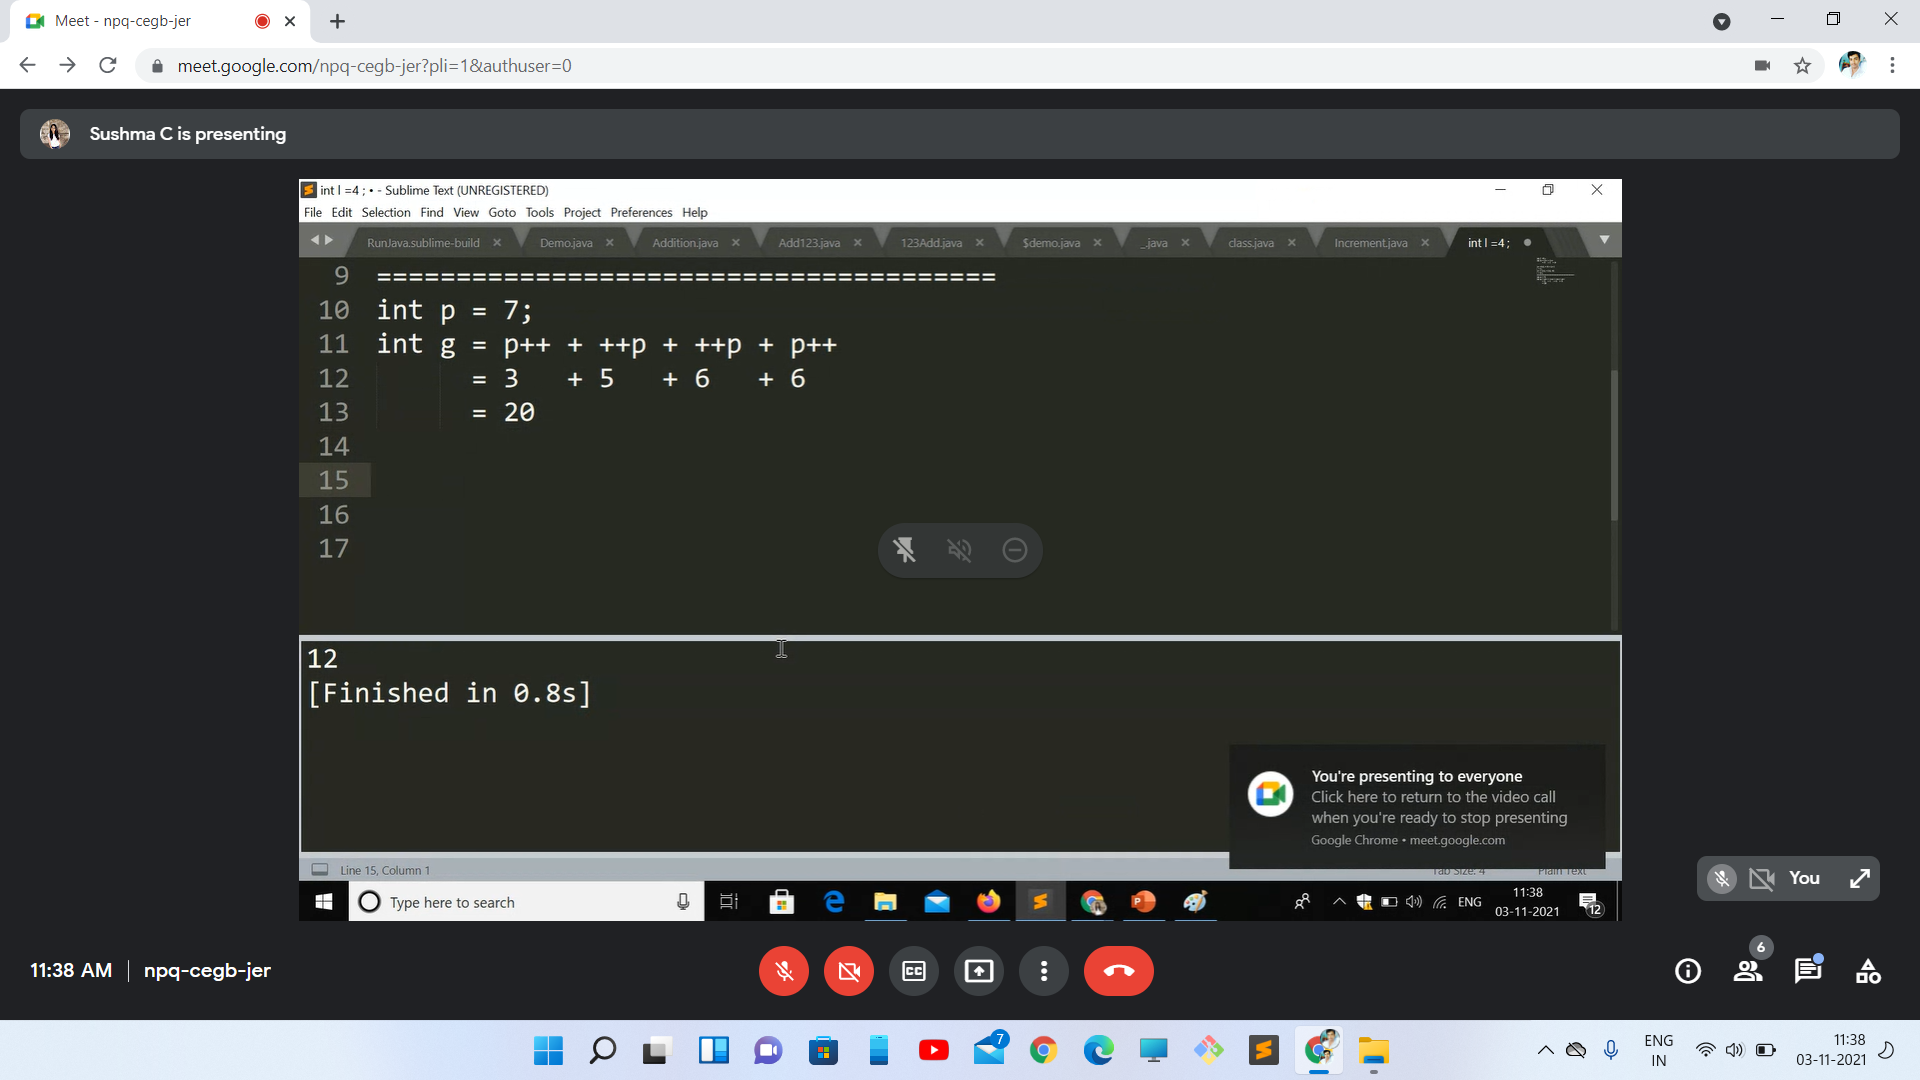 Meet - npq-cegb-jer
meet.google.com/npq-cegb-jer?pli=1&authuser=0
Sushma C is presenting
int l =4 ; • - Sublime Text (UNREGISTERED)
File Edit Selection Find View Goto Tools Project Preferences Help
RunJava.sublime-build Demo.java Addition.java Add123.java 123Add.java $demo.java _.java class.java Increment.java int l =4 ;
9 =======================================
10 int p = 7;
11 int g = p++ + ++p + ++p + p++
12 = 3 + 5 + 6 + 6
13 = 20
14
15
16
17
12
[Finished in 0.8s]
You're presenting to everyone
Click here to return to the video call
when you're ready to stop presenting
Google Chrome • meet.google.com
Line 15, Column 1
Tab Size: 4 Plain Text
You
Type here to search
ENG
11:38
03-11-2021
12
11:38 AM npq-cegb-jer
CC
6
7
ENG
IN
11:38
03-11-2021